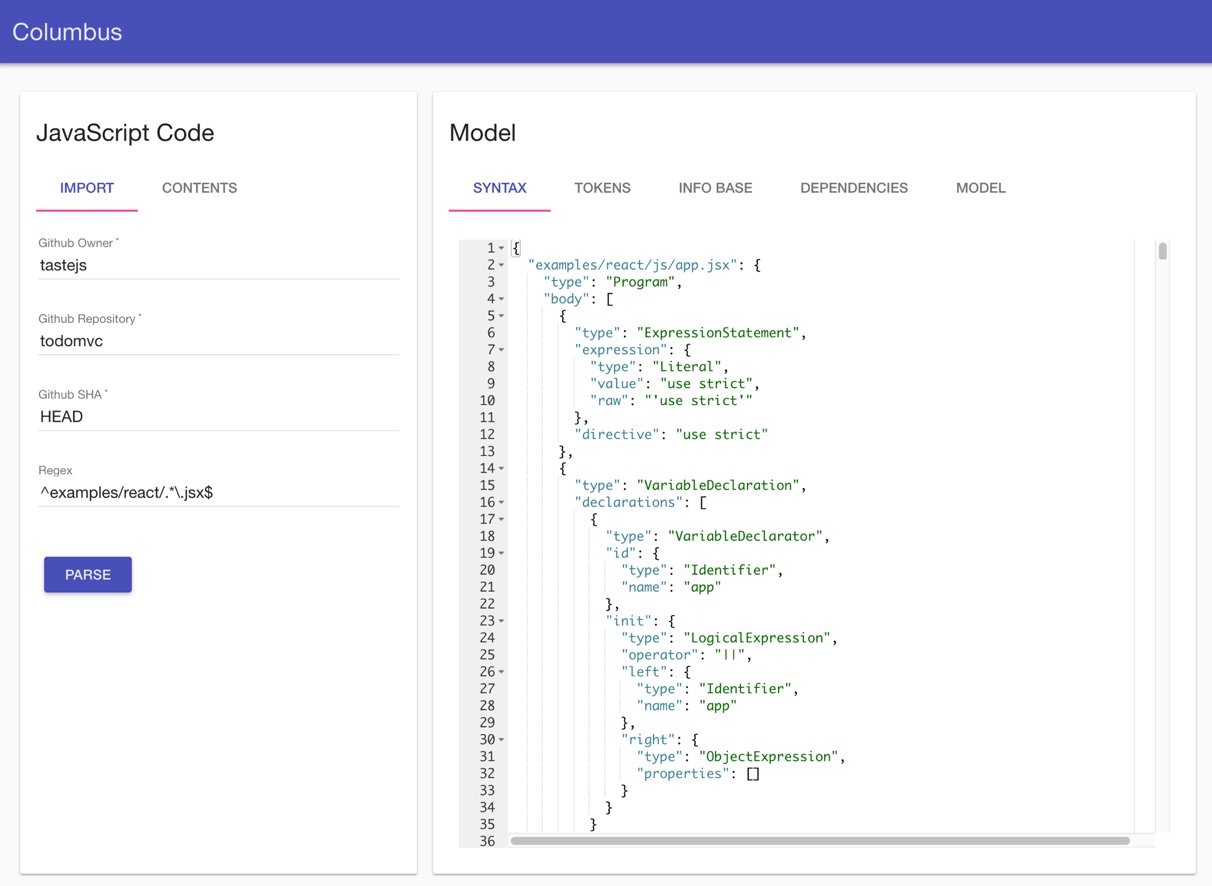 Columbus
JavaScript Code
IMPORT CONTENTS
Github Owner *
tastejs
Github Repository *
todomvc
Github SHA *
HEAD
Regex
^examples/react/.*\.jsx$
PARSE
Model
SYNTAX TOKENS INFO BASE DEPENDENCIES MODEL
1 {
2 "examples/react/js/app.jsx": {
3 "type": "Program",
4 "body": [
5 {
6 "type": "ExpressionStatement",
7 "expression": {
8 "type": "Literal",
9 "value": "use strict",
10 "raw": "'use strict'"
11 },
12 "directive": "use strict"
13 },
14 {
15 "type": "VariableDeclaration",
16 "declarations": [
17 {
18 "type": "VariableDeclarator",
19 "id": {
20 "type": "Identifier",
21 "name": "app"
22 },
23 "init": {
24 "type": "LogicalExpression",
25 "operator": "||",
26 "left": {
27 "type": "Identifier",
28 "name": "app"
29 },
30 "right": {
31 "type": "ObjectExpression",
32 "properties": []
33 }
34 }
35 }
36